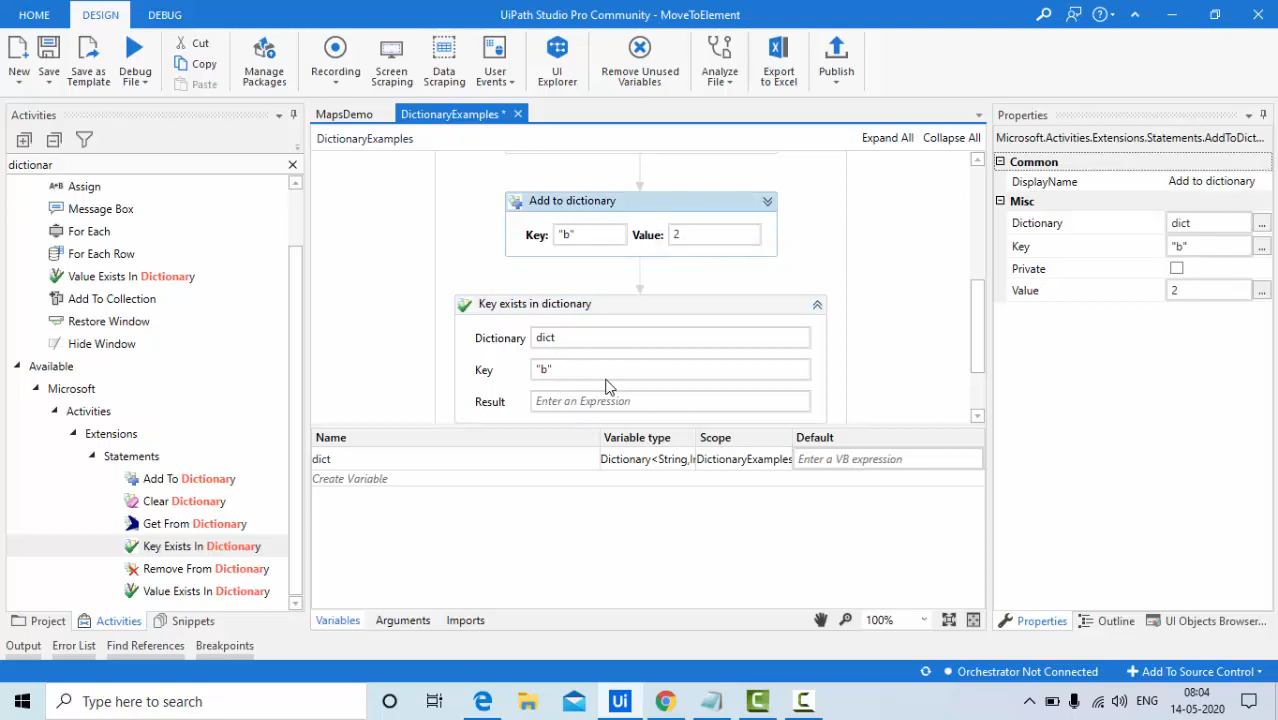 HOME DESIGN DEBUG UiPath Studio Pro Community - MoveToElement
New Save Save as Template Debug File Cut Copy Paste Manage Packages Recording Screen Scraping Data Scraping User Events UI Explorer Remove Unused Variables Analyze File Export to Excel Publish
Activities
dictionar
Assign
Message Box
For Each
For Each Row
Value Exists In Dictionary
Add To Collection
Restore Window
Hide Window
Available
Microsoft
Activities
Extensions
Statements
Add To Dictionary
Clear Dictionary
Get From Dictionary
Key Exists In Dictionary
Remove From Dictionary
Value Exists In Dictionary
Project Activities Snippets
MapsDemo DictionaryExamples *
DictionaryExamples Expand All Collapse All
Add to dictionary
Key: "b" Value: 2
Key exists in dictionary
Dictionary dict
Key "b"
Result Enter an Expression
Name Variable type Scope Default
dict Dictionary<String,In DictionaryExamples Enter a VB expression
Create Variable
Variables Arguments Imports 100%
Properties
Microsoft.Activities.Extensions.Statements.AddToDict...
Common
DisplayName Add to dictionary
Misc
Dictionary dict ...
Key "b" ...
Private
Value 2 ...
Properties Outline UI Objects Browser...
Output Error List Find References Breakpoints
Orchestrator Not Connected Add To Source Control
Type here to search
Ui
ENG
08:04
14-05-2020